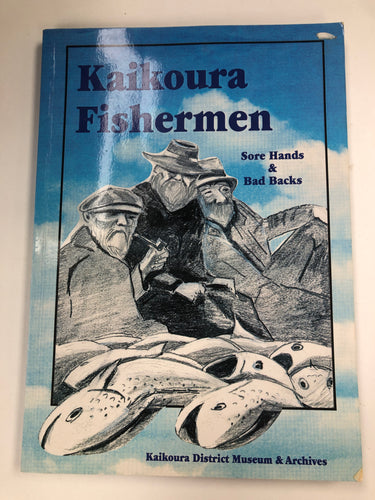 Kaikoura
Fishermen
Sore Hands
&
Bad Backs
Kaikoura District Museum & Archives